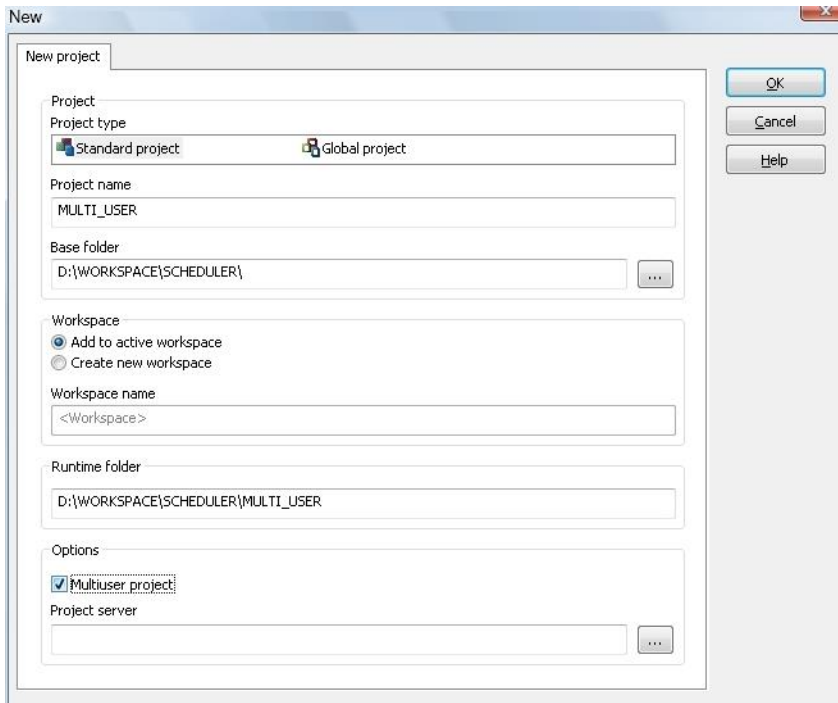 New
New project
Project
Project type
Standard project Global project
Project name
MULTI_USER
Base folder
D:\WORKSPACE\SCHEDULER\
...
Workspace
Add to active workspace
Create new workspace
Workspace name
<Workspace>
Runtime folder
D:\WORKSPACE\SCHEDULER\MULTI_USER
Options
Multiuser project
Project server
...
OK
Cancel
Help